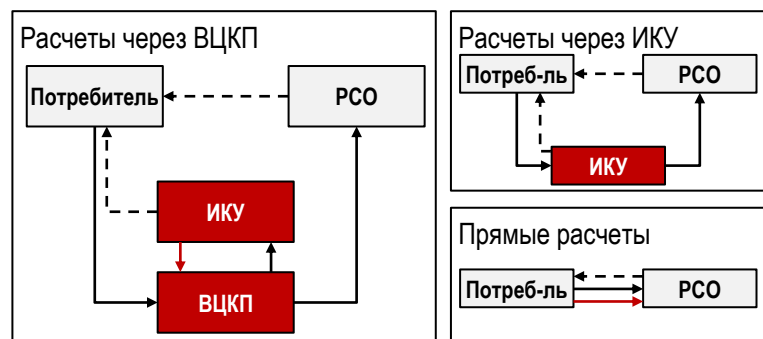 Расчеты через ВЦКП
Потребитель
РСО
ИКУ
ВЦКП
Расчеты через ИКУ
Потреб-ль
РСО
ИКУ
Прямые расчеты
Потреб-ль
РСО